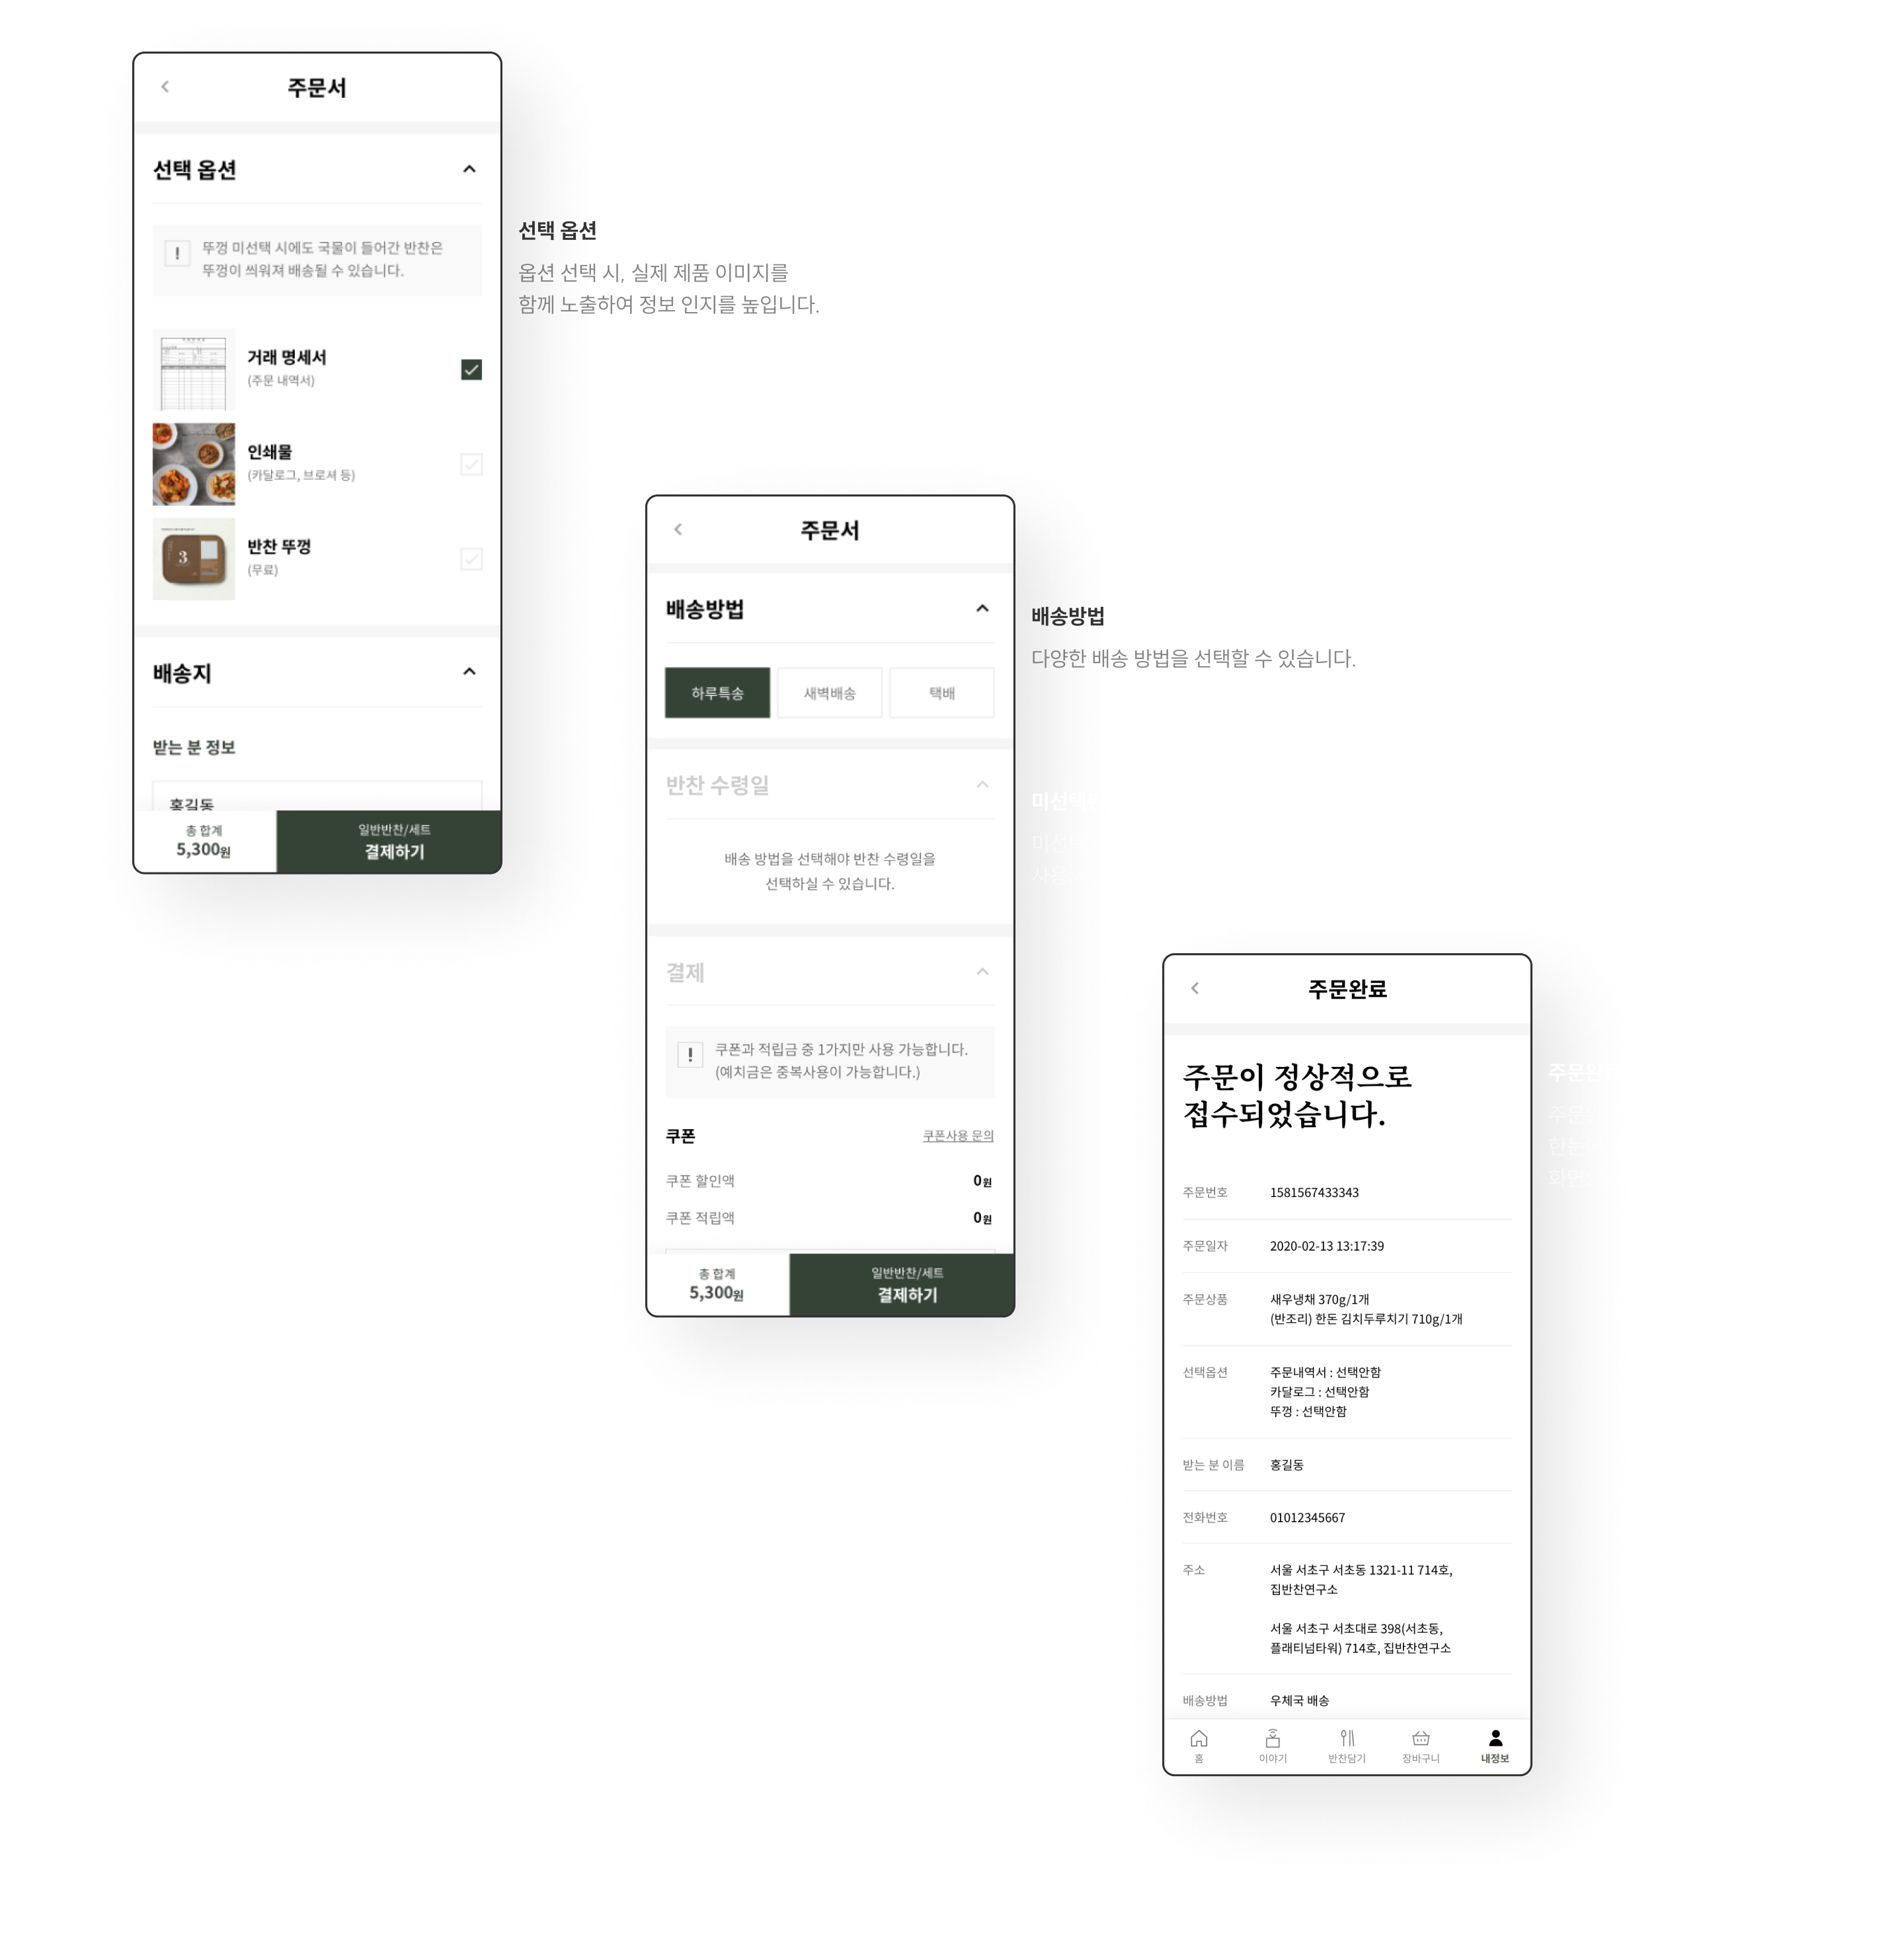 주문서
선택 옵션
!
뚜껑 미선택 시에도 국물이 들어간 반찬은
뚜껑이 씌워져 배송될 수 있습니다.
거래 명세서
(주문 내역서)
인쇄물
(카달로그, 브로셔 등)
3
반찬 뚜껑
(무료)
배송지
받는 분 정보
홍길동
총 합계
5,300원
일반반찬/세트
결제하기
선택 옵션
옵션 선택 시, 실제 제품 이미지를
함께 노출하여 정보 인지를 높입니다.
주문서
배송방법
하루특송 새벽배송 택배
반찬 수령일
배송 방법을 선택해야 반찬 수령일을
선택하실 수 있습니다.
결제
!
쿠폰과 적립금 중 1가지만 사용 가능합니다.
(예치금은 중복사용이 가능합니다.)
쿠폰 쿠폰사용 문의
쿠폰 할인액 0원
쿠폰 적립액 0원
총 합계
5,300원
일반반찬/세트
결제하기
배송방법
다양한 배송 방법을 선택할 수 있습니다.
주문완료
주문이 정상적으로
접수되었습니다.
주문번호 1581567433343
주문일자 2020-02-13 13:17:39
주문상품 새우냉채 370g/1개
(반조리) 한돈 김치두루치기 710g/1개
선택옵션 주문내역서 : 선택안함
카달로그 : 선택안함
뚜껑 : 선택안함
받는 분 이름 홍길동
전화번호 01012345667
주소 서울 서초구 서초동 1321-11 714호,
집반찬연구소
서울 서초구 서초대로 398(서초동,
플래티넘타워) 714호, 집반찬연구소
배송방법 우체국 배송
홈 이야기 반찬담기 장바구니 내정보